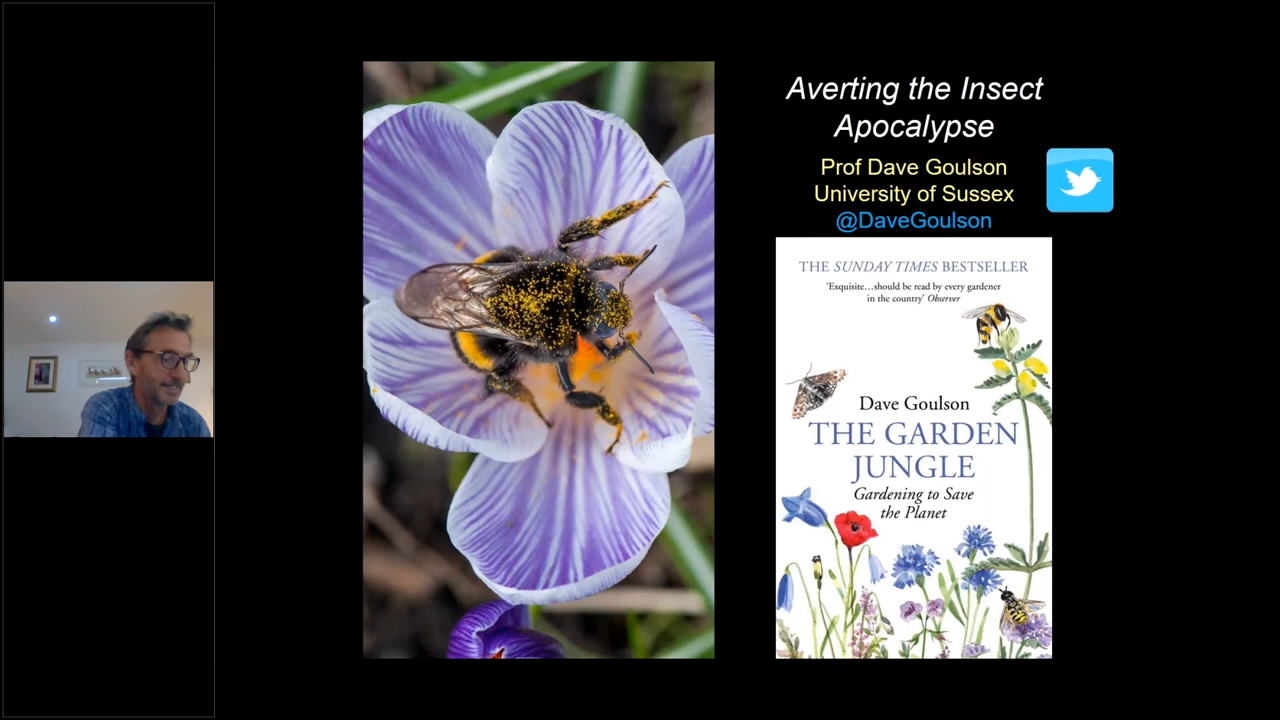 Averting the Insect
Apocalypse
Prof Dave Goulson
University of Sussex
@DaveGoulson
THE SUNDAY TIMES BESTSELLER
'Exquisite…should be read by every gardener
in the country' Observer
Dave Goulson
THE GARDEN
JUNGLE
Gardening to Save
the Planet